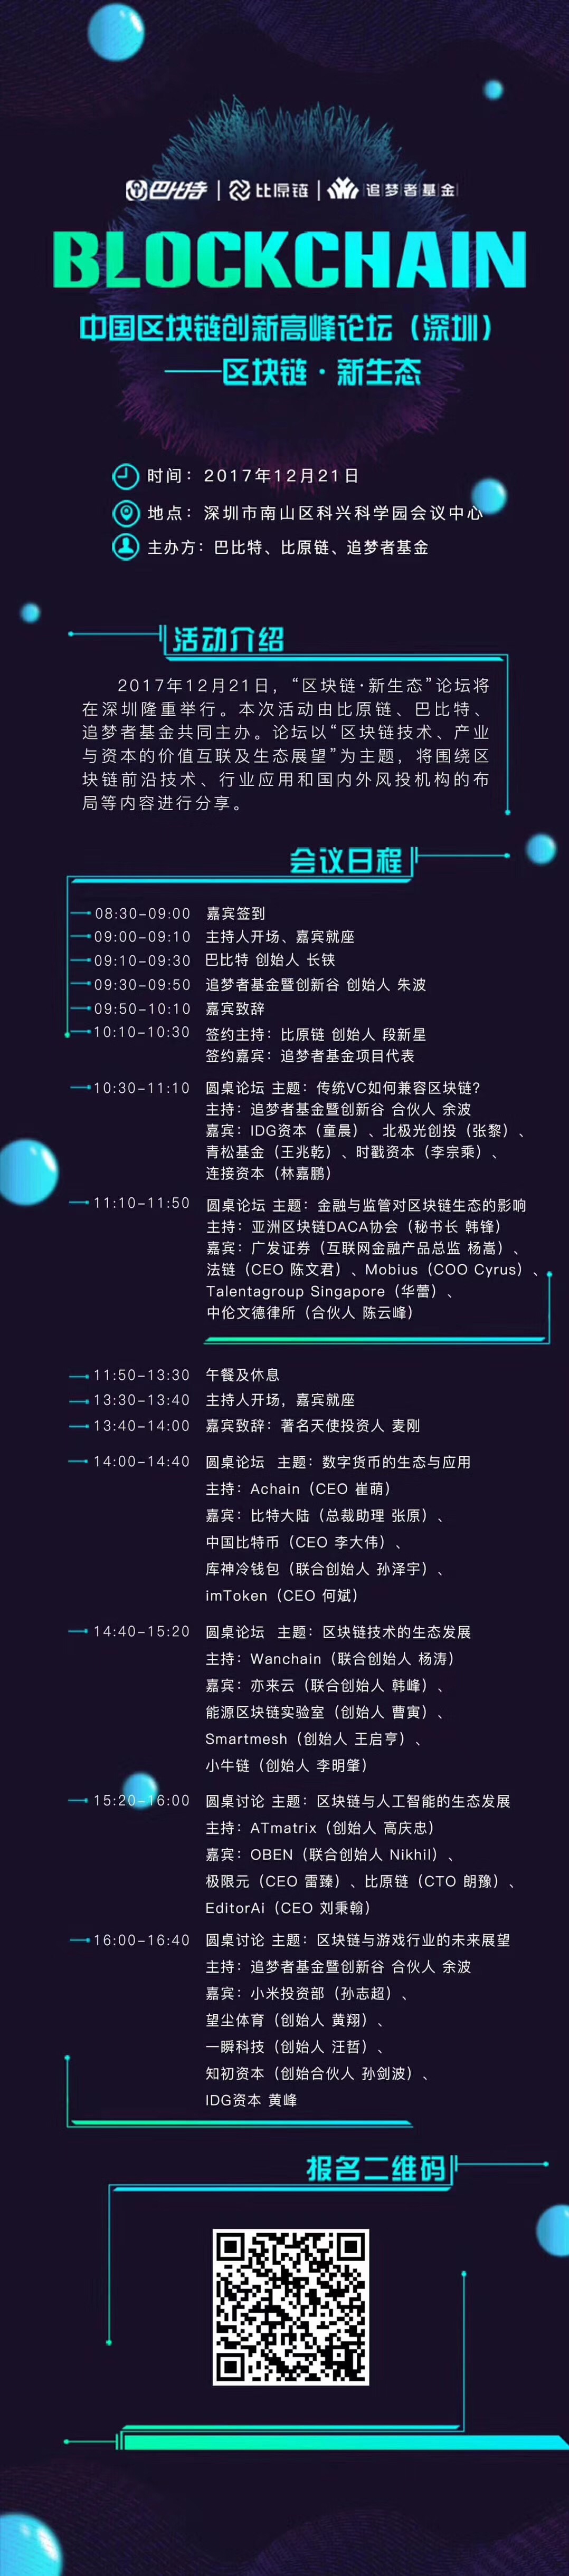 巴比特 | 比原链 | 追梦者基金
BLOCKCHAIN
中国区块链创新高峰论坛（深圳）
——区块链·新生态
时间：2017年12月21日
地点：深圳市南山区科兴科学园会议中心
主办方：巴比特、比原链、追梦者基金
活动介绍
2017年12月21日，“区块链·新生态”论坛将
在深圳隆重举行。本次活动由比原链、巴比特、
追梦者基金共同主办。论坛以“区块链技术、产业
与资本的价值互联及生态展望”为主题，将围绕区
块链前沿技术、行业应用和国内外风投机构的布
局等内容进行分享。
会议日程
08:30-09:00 嘉宾签到
09:00-09:10 主持人开场、嘉宾就座
09:10-09:30 巴比特 创始人 长铗
09:30-09:50 追梦者基金暨创新谷 创始人 朱波
09:50-10:10 嘉宾致辞
10:10-10:30 签约主持：比原链 创始人 段新星
签约嘉宾：追梦者基金项目代表
10:30-11:10 圆桌论坛 主题：传统VC如何兼容区块链?
主持：追梦者基金暨创新谷 合伙人 余波
嘉宾：IDG资本（童晨）、北极光创投（张黎）、
青松基金（王兆乾）、时戳资本（李宗乘）、
连接资本（林嘉鹏）
11:10-11:50 圆桌论坛 主题：金融与监管对区块链生态的影响
主持：亚洲区块链DACA协会（秘书长 韩锋）
嘉宾：广发证券（互联网金融产品总监 杨嵩）、
法链（CEO 陈文君）、Mobius（COO Cyrus）、
Talentagroup Singapore（华蕾）、
中伦文德律所（合伙人 陈云峰）
11:50-13:30 午餐及休息
13:30-13:40 主持人开场，嘉宾就座
13:40-14:00 嘉宾致辞：著名天使投资人 麦刚
14:00-14:40 圆桌论坛 主题：数字货币的生态与应用
主持：Achain（CEO 崔萌）
嘉宾：比特大陆（总裁助理 张原）、
中国比特币（CEO 李大伟）、
库神冷钱包（联合创始人 孙泽宇）、
imToken（CEO 何斌）
14:40-15:20 圆桌论坛 主题：区块链技术的生态发展
主持：Wanchain（联合创始人 杨涛）
嘉宾：亦来云（联合创始人 韩峰）、
能源区块链实验室（创始人 曹寅）、
Smartmesh（创始人 王启亨）、
小牛链（创始人 李明肇）
15:20-16:00 圆桌讨论 主题：区块链与人工智能的生态发展
主持：ATmatrix（创始人 高庆忠）
嘉宾：OBEN（联合创始人 Nikhil）、
极限元（CEO 雷臻）、比原链（CTO 朗豫）、
EditorAi（CEO 刘秉翰）
16:00-16:40 圆桌讨论 主题：区块链与游戏行业的未来展望
主持：追梦者基金暨创新谷 合伙人 余波
嘉宾：小米投资部（孙志超）、
望尘体育（创始人 黄翔）、
一瞬科技（创始人 汪哲）、
知初资本（创始合伙人 孙剑波）、
IDG资本 黄峰
报名二维码